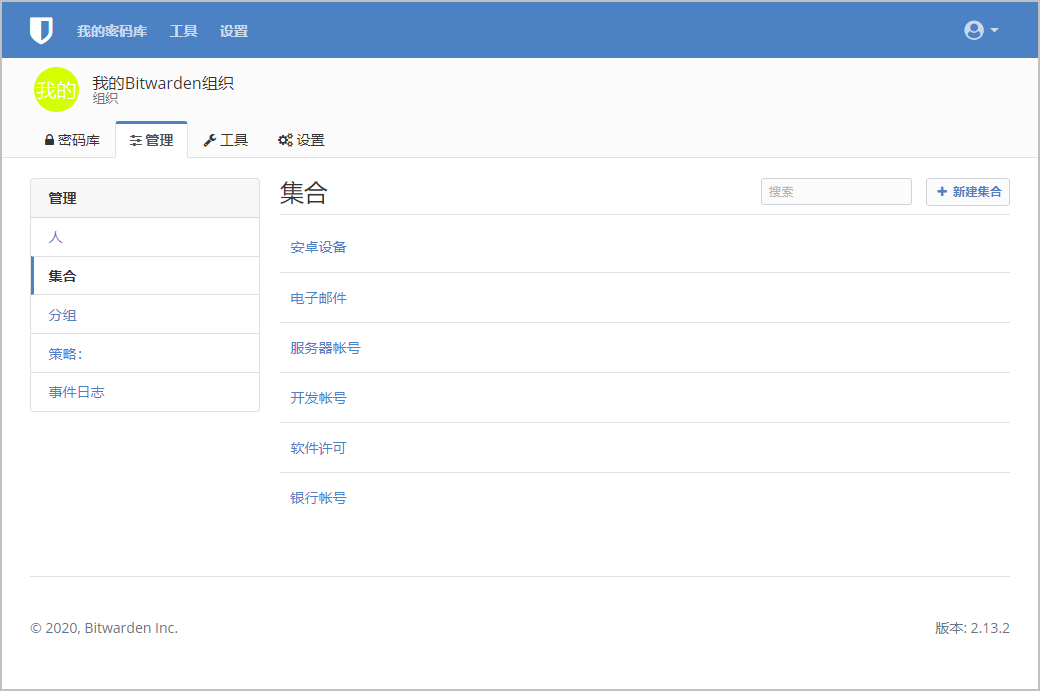 我的密码库 工具 设置
我的
我的Bitwarden组织
组织
密码库 管理 工具 设置
管理
人
集合
分组
策略：
事件日志
集合 搜索 新建集合
安卓设备
电子邮件
服务器帐号
开发帐号
软件许可
银行帐号
© 2020, Bitwarden Inc. 版本: 2.13.2